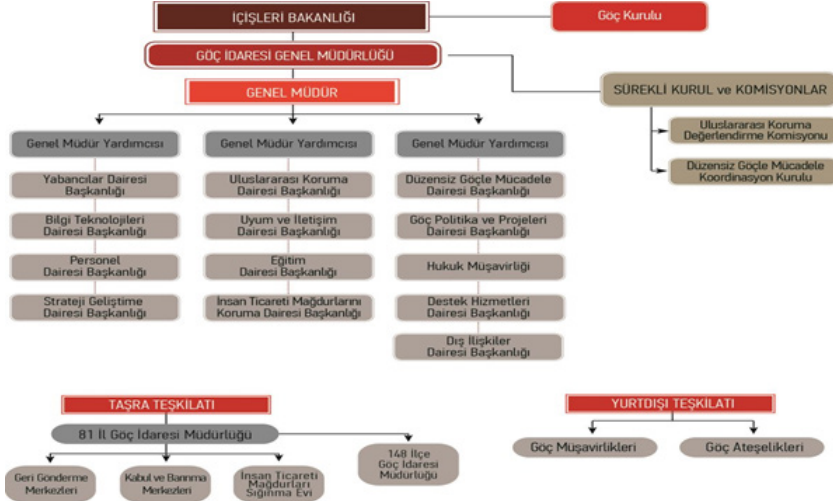 İÇİŞLERİ BAKANLIĞI
Göç Kurulu
GÖÇ İDARESİ GENEL MÜDÜRLÜĞÜ
GENEL MÜDÜR
SÜREKLİ KURUL ve KOMİSYONLAR
Uluslararası Koruma
Değerlendirme Komisyonu
Düzensiz Göçle Mücadele
Koordinasyon Kurulu
Genel Müdür Yardımcısı
Yabancılar Dairesi
Başkanlığı
Bilgi Teknolojileri
Dairesi Başkanlığı
Personel
Dairesi Başkanlığı
Strateji Geliştime
Dairesi Başkanlığı
Genel Müdür Yardımcısı
Uluslararası Koruma
Dairesi Başkanlığı
Uyum ve İletişim
Dairesi Başkanlığı
Eğitim
Dairesi Başkanlığı
İnsan Ticareti Mağdurlarını
Koruma Dairesi Başkanlığı
Genel Müdür Yardımcısı
Düzensiz Göçle Mücadele
Dairesi Başkanlığı
Göç Politika ve Projeleri
Dairesi Başkanlığı
Hukuk Müşavirliği
Destek Hizmetleri
Dairesi Başkanlığı
Dış İlişkiler
Dairesi Başkanlığı
TAŞRA TEŞKİLATI
81 İl Göç İdaresi Müdürlüğü
Geri Gönderme
Merkezleri
Kabul ve Barınma
Merkezleri
İnsan Ticareti
Mağdurları
Sığınma Evi
148 İlçe
Göç İdaresi
Müdürlüğü
YURTDIŞI TEŞKİLATI
Göç Müşavirlikleri
Göç Ateşelikleri